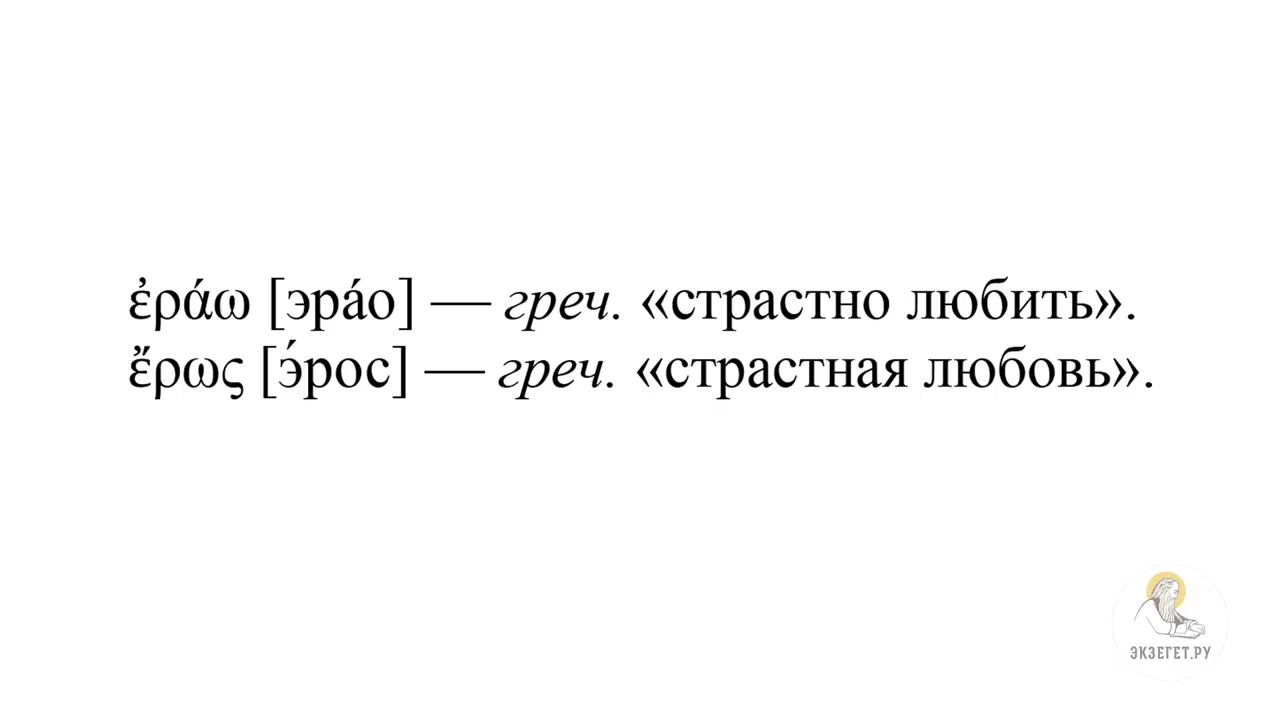 ἐράω [эрáо] — греч. «страстно любить».
ἔρως [э́рос] — греч. «страстная любовь».
ЭКЗЕГЕТ.РУ